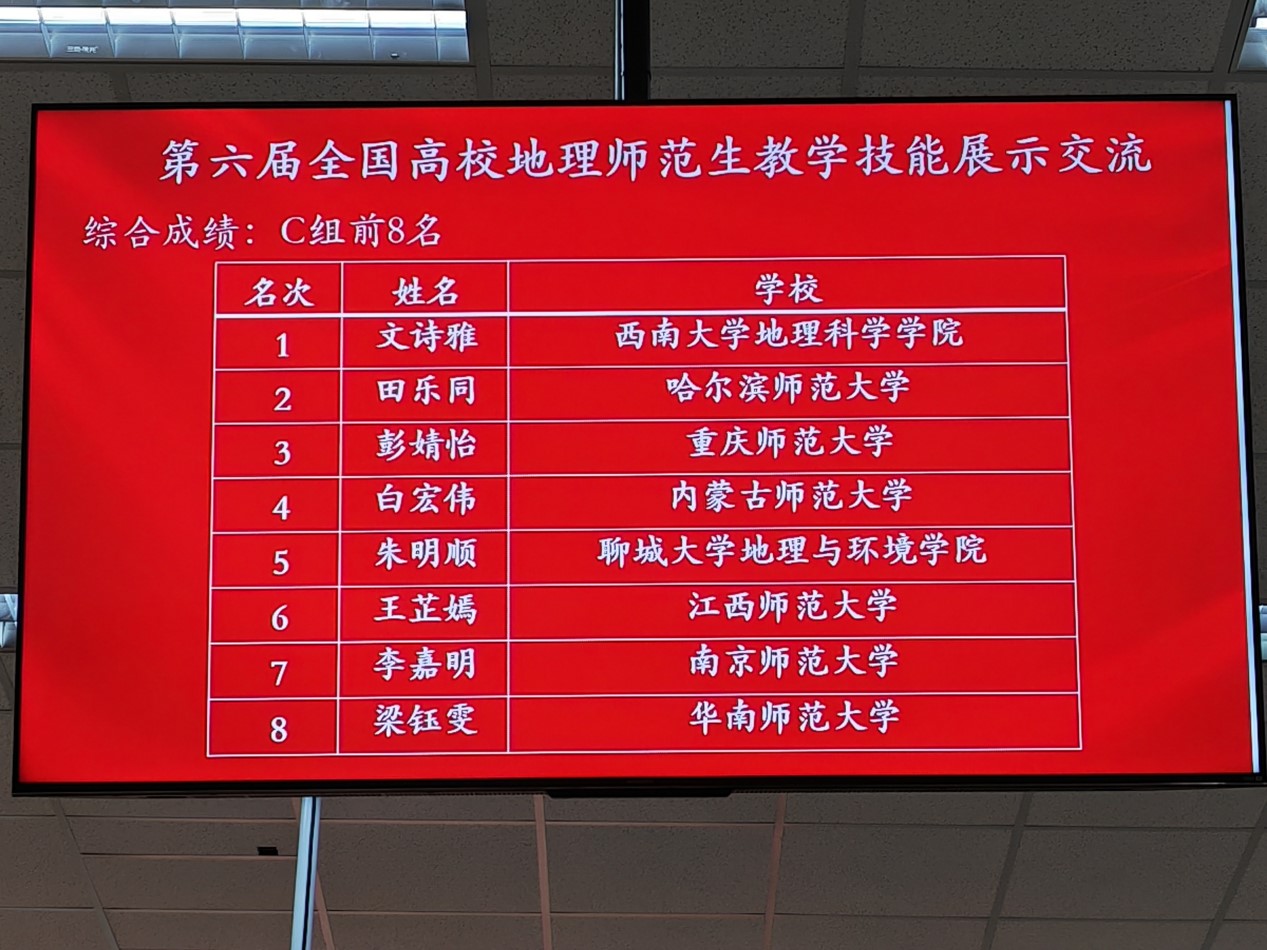 第六届全国高校地理师范生教学技能展示交流
综合成绩：C组前8名
名次 姓名 学校
1 文诗雅 西南大学地理科学学院
2 田乐同 哈尔滨师范大学
3 彭婧怡 重庆师范大学
4 白宏伟 内蒙古师范大学
5 朱明顺 聊城大学地理与环境学院
6 王芷嫣 江西师范大学
7 李嘉明 南京师范大学
8 梁钰雯 华南师范大学